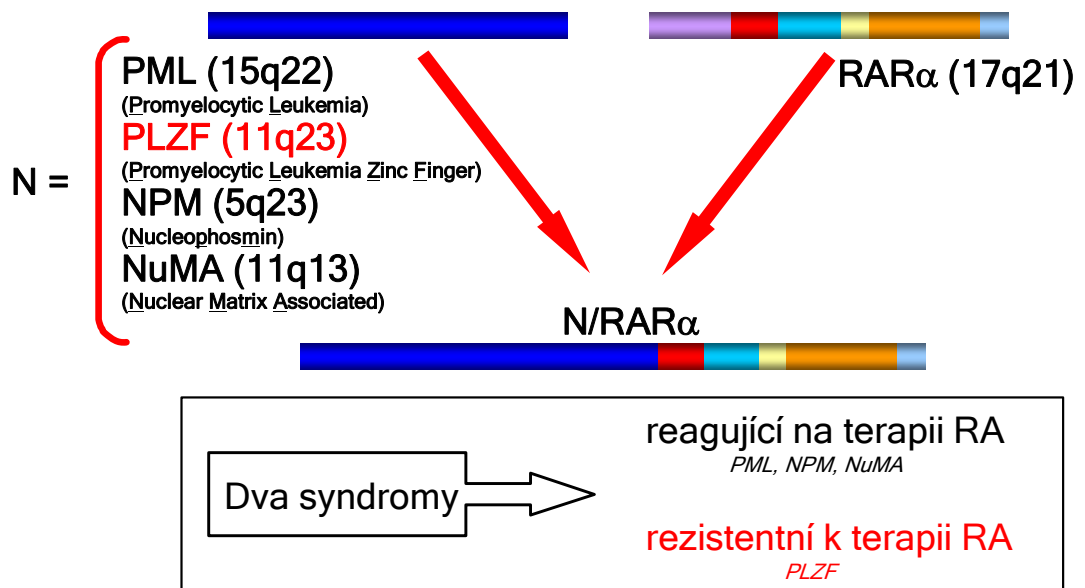 PML (15q22)
(Promyelocytic Leukemia)
PLZF (11q23)
(Promyelocytic Leukemia Zinc Finger)
NPM (5q23)
(Nucleophosmin)
NuMA (11q13)
(Nuclear Matrix Associated)
N =
RARα (17q21)
N/RARα
Dva syndromy
reagující na terapii RA
PML, NPM, NuMA
rezistentní k terapii RA
PLZF